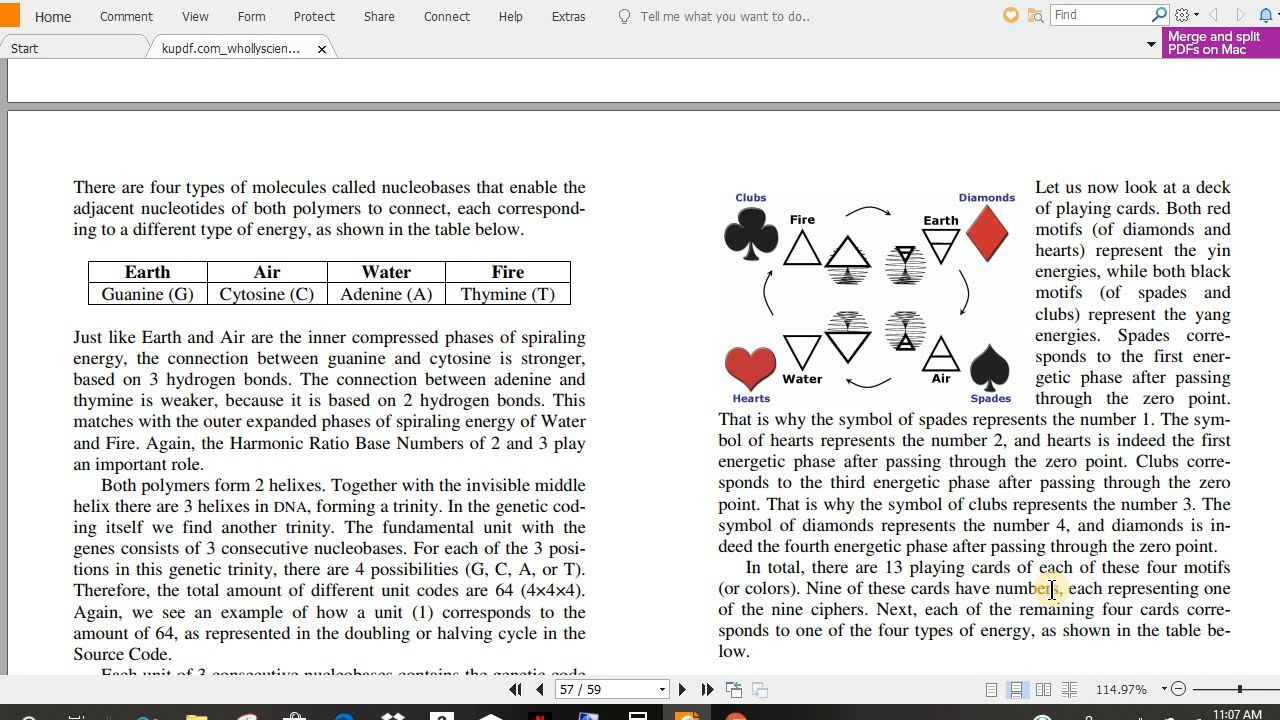 Home Comment View Form Protect Share Connect Help Extras Tell me what you want to do.. Find
Start kupdf.com_whollyscien... x Merge and split
PDFs on Mac
There are four types of molecules called nucleobases that enable the
adjacent nucleotides of both polymers to connect, each correspond-
ing to a different type of energy, as shown in the table below.
Earth Air Water Fire
Guanine (G) Cytosine (C) Adenine (A) Thymine (T)
Just like Earth and Air are the inner compressed phases of spiraling
energy, the connection between guanine and cytosine is stronger,
based on 3 hydrogen bonds. The connection between adenine and
thymine is weaker, because it is based on 2 hydrogen bonds. This
matches with the outer expanded phases of spiraling energy of Water
and Fire. Again, the Harmonic Ratio Base Numbers of 2 and 3 play
an important role.
Both polymers form 2 helixes. Together with the invisible middle
helix there are 3 helixes in DNA, forming a trinity. In the genetic cod-
ing itself we find another trinity. The fundamental unit with the
genes consists of 3 consecutive nucleobases. For each of the 3 posi-
tions in this genetic trinity, there are 4 possibilities (G, C, A, or T).
Therefore, the total amount of different unit codes are 64 (4×4×4).
Again, we see an example of how a unit (1) corresponds to the
amount of 64, as represented in the doubling or halving cycle in the
Source Code.
Each unit of 3 consecutive nucleobases contains the genetic code
Clubs Diamonds
Fire Earth
Water Air
Hearts Spades
Let us now look at a deck
of playing cards. Both red
motifs (of diamonds and
hearts) represent the yin
energies, while both black
motifs (of spades and
clubs) represent the yang
energies. Spades corre-
sponds to the first ener-
getic phase after passing
through the zero point.
That is why the symbol of spades represents the number 1. The sym-
bol of hearts represents the number 2, and hearts is indeed the first
energetic phase after passing through the zero point. Clubs corre-
sponds to the third energetic phase after passing through the zero
point. That is why the symbol of clubs represents the number 3. The
symbol of diamonds represents the number 4, and diamonds is in-
deed the fourth energetic phase after passing through the zero point.
In total, there are 13 playing cards of each of these four motifs
(or colors). Nine of these cards have numbers, each representing one
of the nine ciphers. Next, each of the remaining four cards corre-
sponds to one of the four types of energy, as shown in the table be-
low.
57 / 59 114.97%
11:07 AM